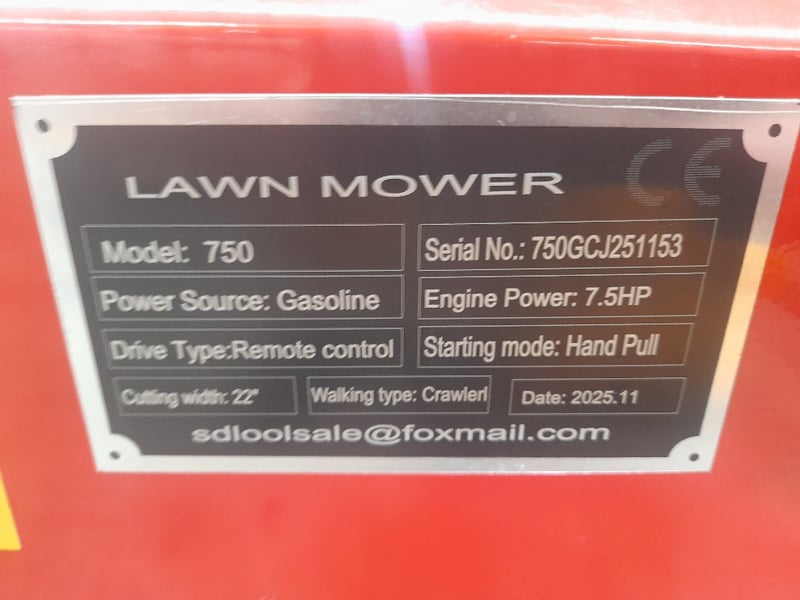 CE
LAWN MOWER
Model: 750
Serial No.: 750GCJ251153
Power Source: Gasoline
Engine Power: 7.5HP
Drive Type:Remote control
Starting mode: Hand Pull
Cutting width: 22"
Walking type: Crawlerl
Date: 2025.11
sdloolsale@foxmail.com